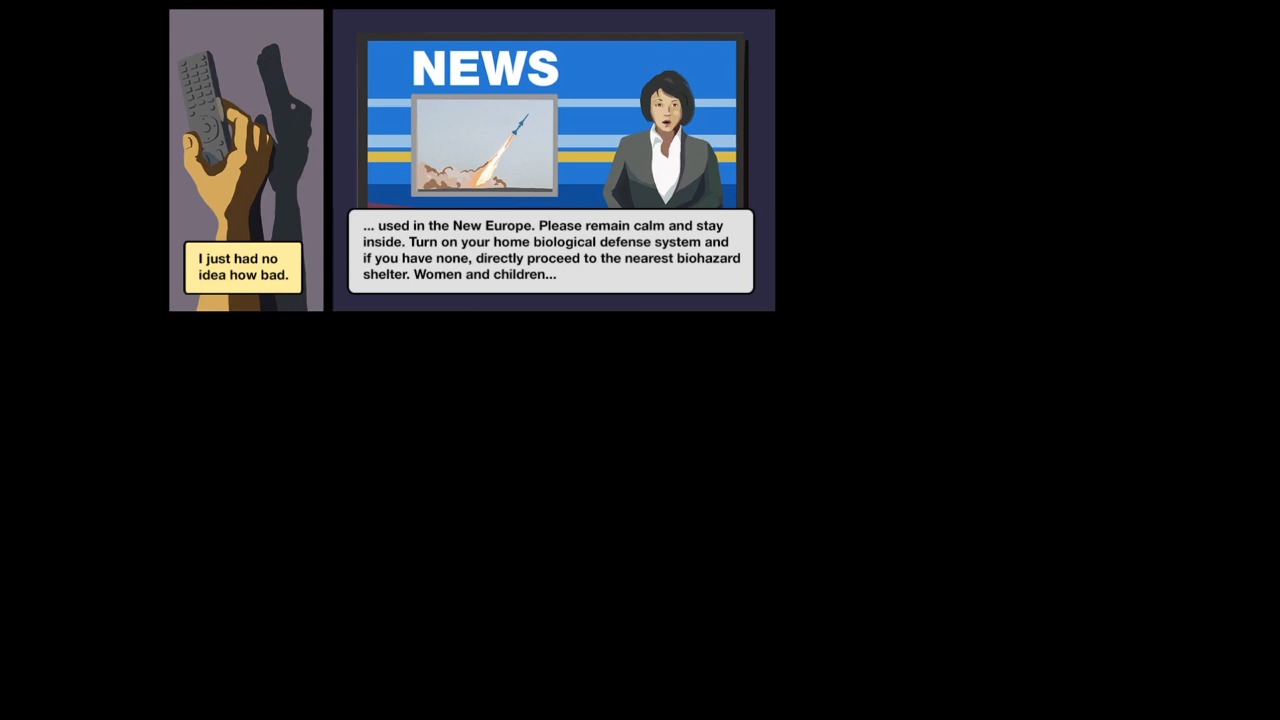 I just had no
idea how bad.
NEWS
... used in the New Europe. Please remain calm and stay
inside. Turn on your home biological defense system and
if you have none, directly proceed to the nearest biohazard
shelter. Women and children...